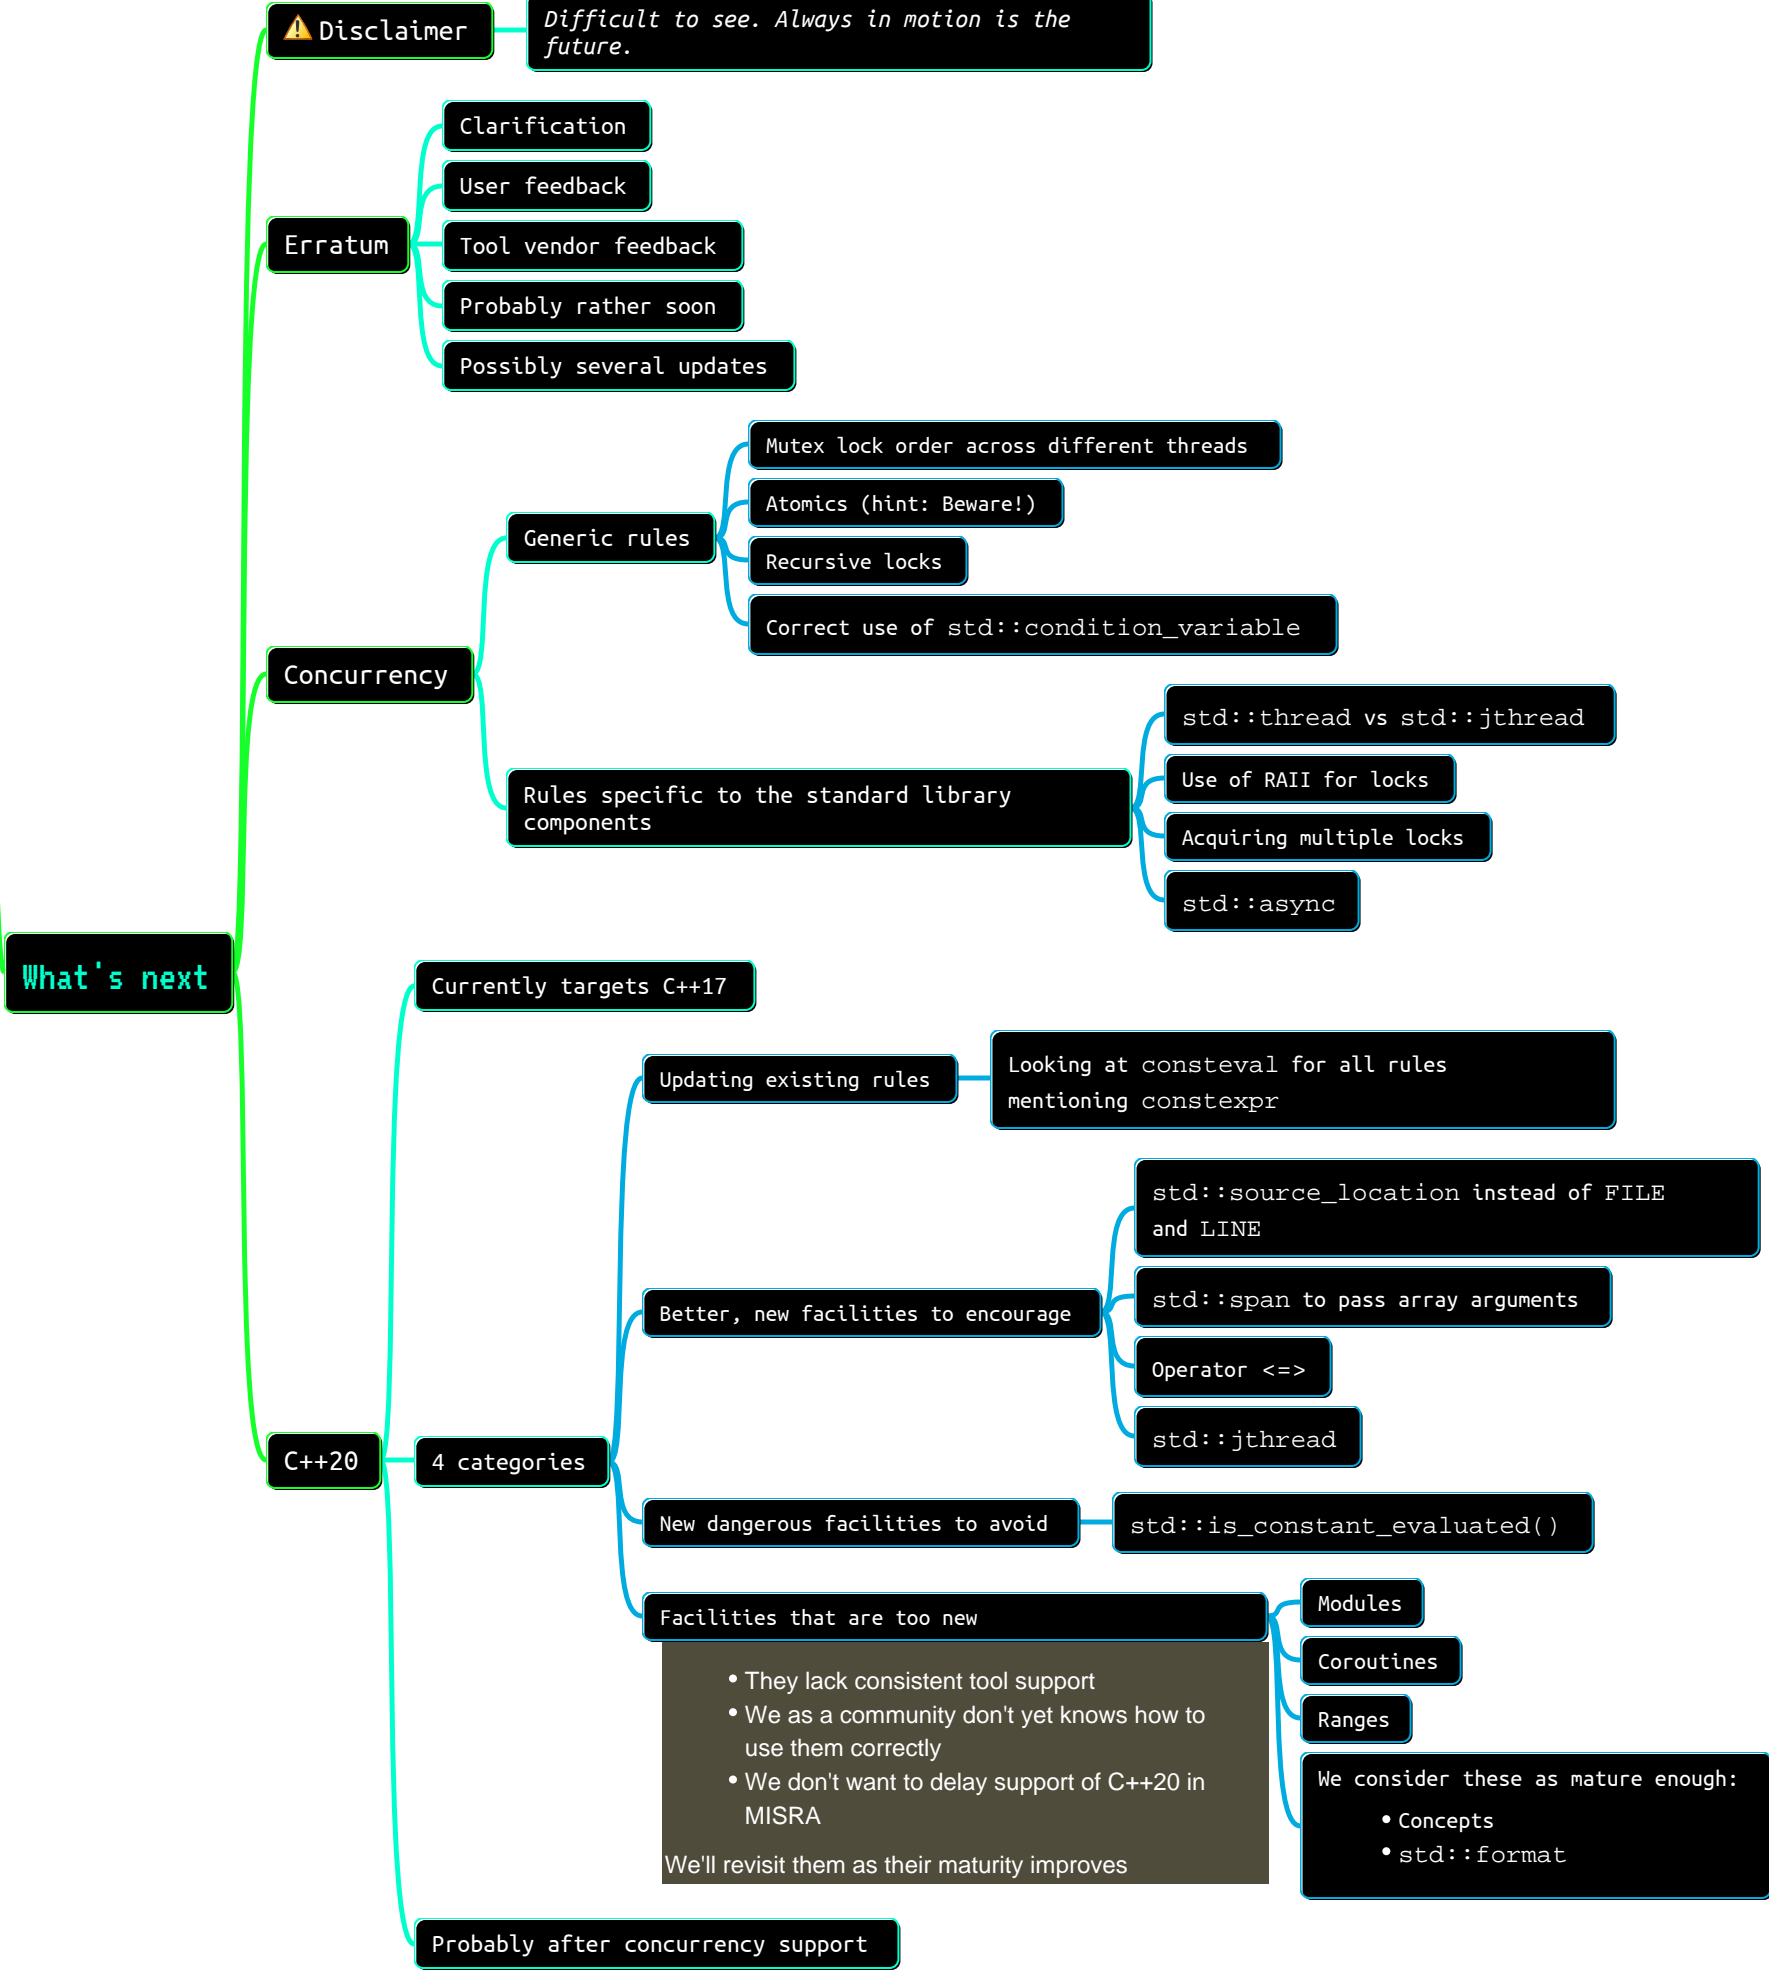 Disclaimer
Difficult to see. Always in motion is the
future.
Clarification
User feedback
Erratum
Tool vendor feedback
Probably rather soon
Possibly several updates
Mutex lock order across different threads
Atomics (hint: Beware!)
Generic rules
Recursive locks
Correct use of std::condition_variable
Concurrency
std::thread vs std::jthread
Use of RAII for locks
Rules specific to the standard library
components
Acquiring multiple locks
std::async
What's next
Currently targets C++17
Updating existing rules
Looking at consteval for all rules
mentioning constexpr
std::source_location instead of FILE
and LINE
std::span to pass array arguments
Better, new facilities to encourage
Operator <=>
std::jthread
C++20
4 categories
New dangerous facilities to avoid
std::is_constant_evaluated()
Facilities that are too new
• They lack consistent tool support
• We as a community don't yet knows how to
use them correctly
• We don't want to delay support of C++20 in
MISRA
We'll revisit them as their maturity improves
Modules
Coroutines
Ranges
We consider these as mature enough:
• Concepts
• std::format
Probably after concurrency support